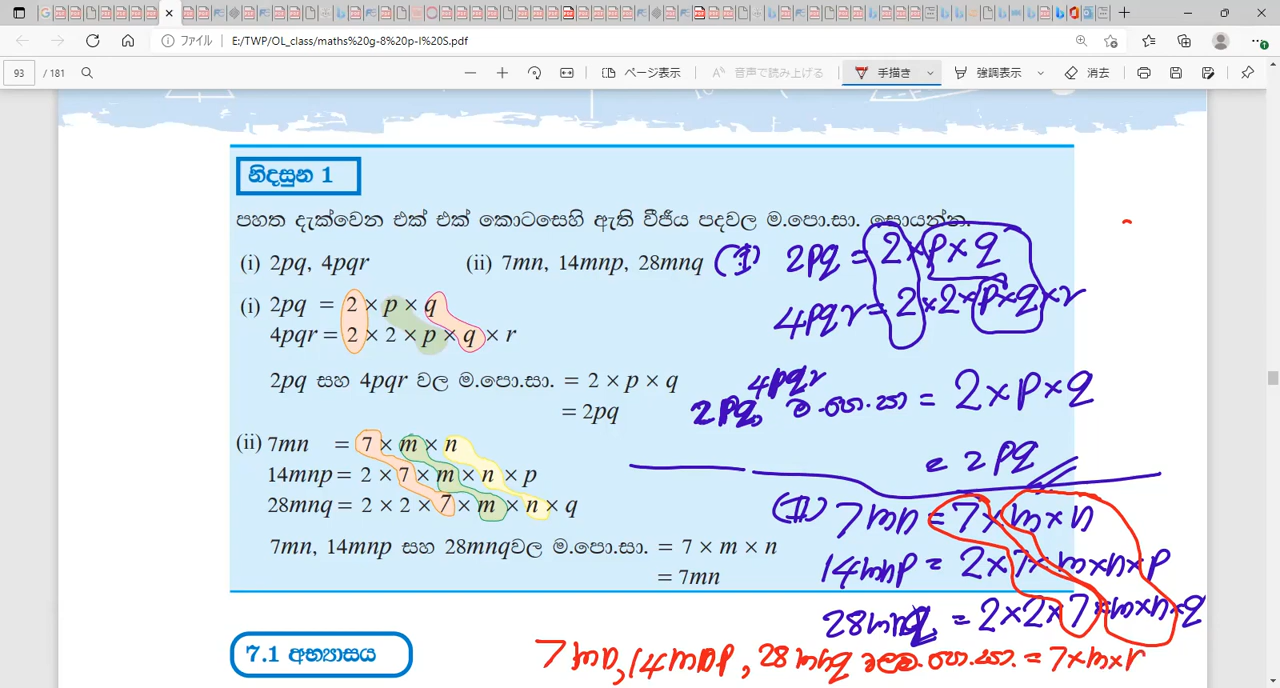 ファイル E:/TWP/OL_class/maths%20g-8%20p-I%20S.pdf
93 / 181 ページ表示 音声で読み上げる 手描き 強調表示 消去
නිදසුන 1
පහත දැක්වෙන එක් එක් කොටසෙහි ඇති වීජීය පදවල ම.පො.සා. සොයන්න.
(i) 2pq, 4pqr (ii) 7mn, 14mnp, 28mnq
(i) 2pq = 2 × p × q
4pqr = 2 × 2 × p × q × r
2pq සහ 4pqr වල ම.පො.සා. = 2 × p × q
= 2pq
(ii) 7mn = 7 × m × n
14mnp = 2 × 7 × m × n × p
28mnq = 2 × 2 × 7 × m × n × q
7mn, 14mnp සහ 28mnqවල ම.පො.සා. = 7 × m × n
= 7mn
7.1 අභ්‍යාසය
(I) 2pq = 2 × p × q
4pqr = 2 × 2 × p × q × r
4pqr
2pq, ම.පො.සා = 2 × p × q
= 2pq
(II) 7mn = 7 × m × n
14mnp = 2 × 7 × m × n × p
28mnq = 2 × 2 × 7 × m × n × q
7mn, 14mnp, 28mnq වල ම.පො.සා. = 7 × m × r